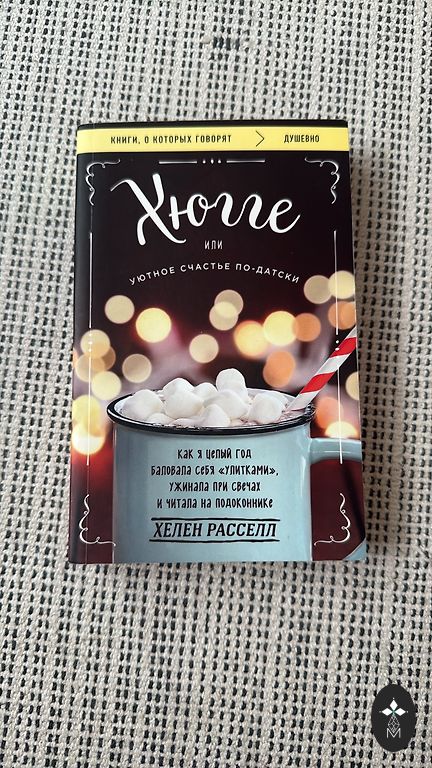 КНИГИ, О КОТОРЫХ ГОВОРЯТ > ДУШЕВНО
Хюгге
ИЛИ
УЮТНОЕ СЧАСТЬЕ ПО-ДАТСКИ
КАК Я ЦЕЛЫЙ ГОД
БАЛОВАЛА СЕБЯ «УЛИТКАМИ»,
УЖИНАЛА ПРИ СВЕЧАХ
И ЧИТАЛА НА ПОДОКОННИКЕ
ХЕЛЕН РАССЕЛЛ
M